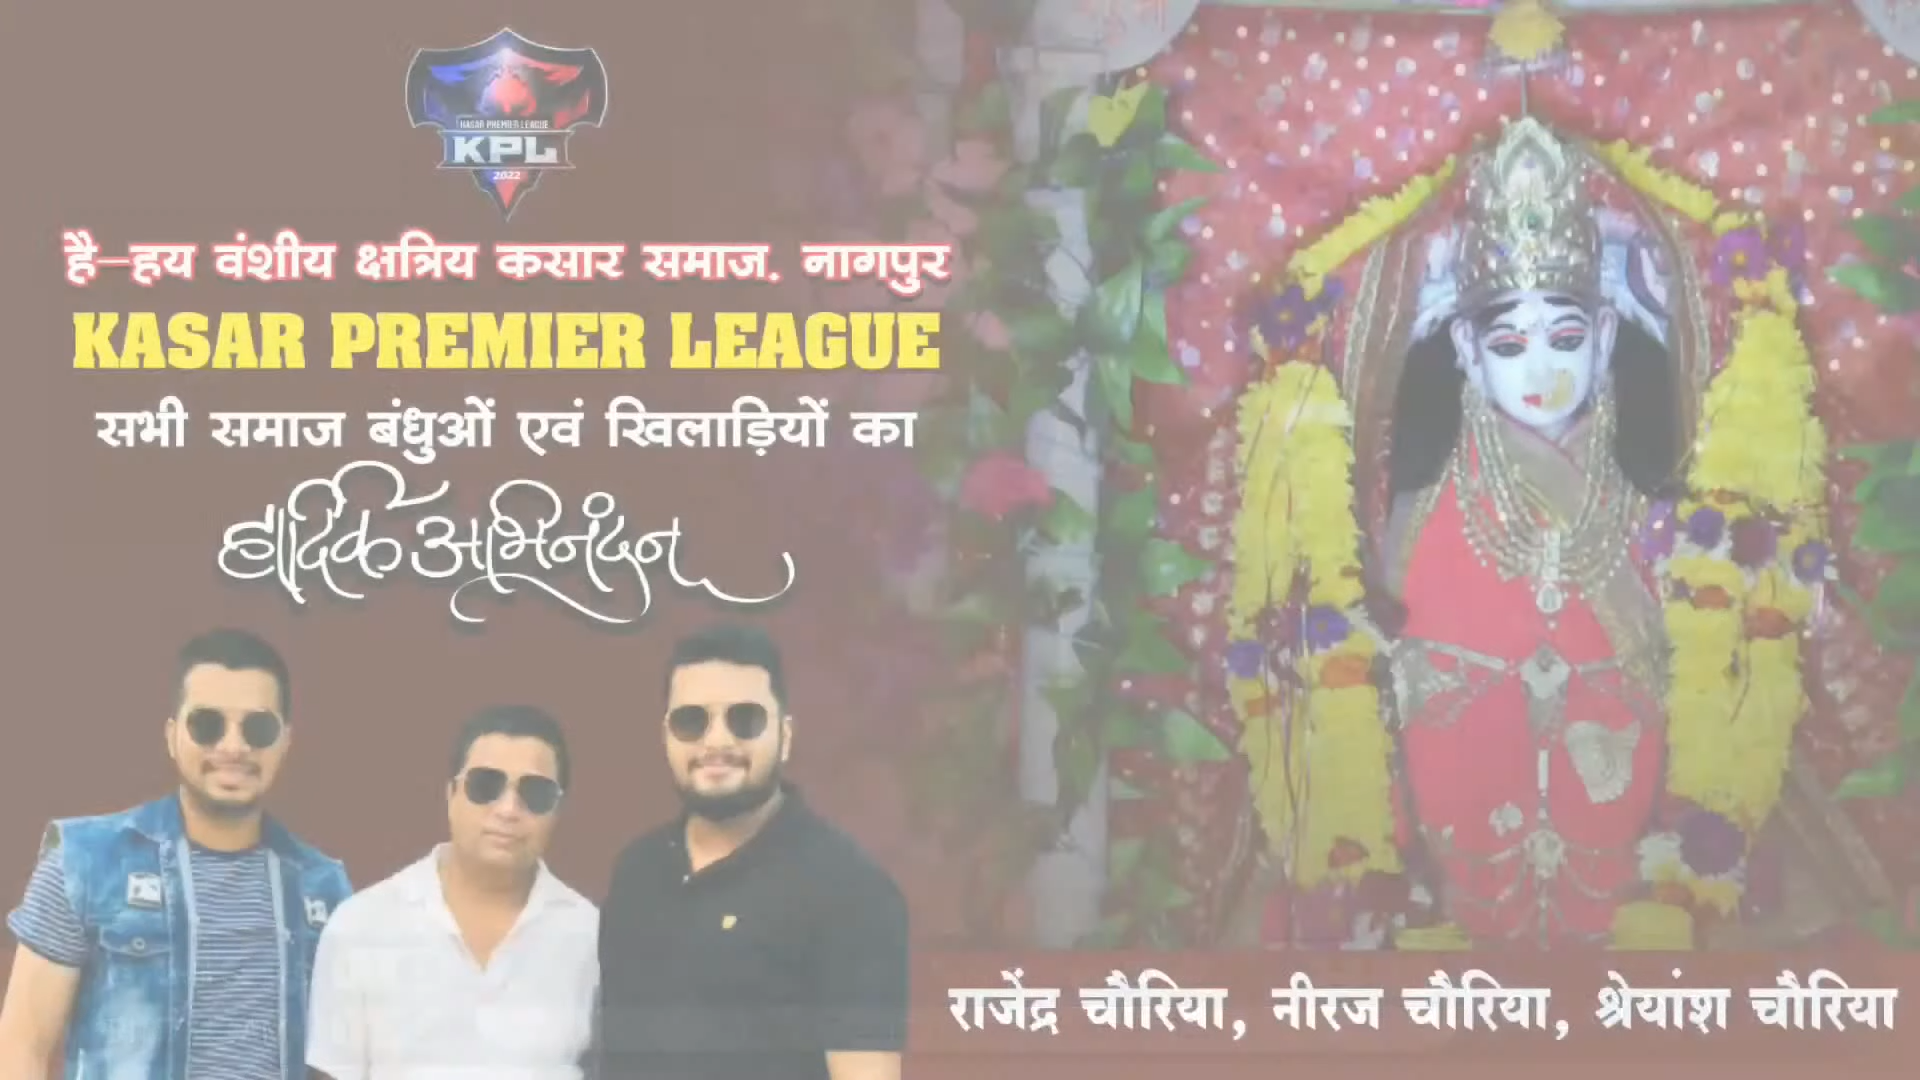 KASAR PREMIER LEAGUE
KPL
2022
है-हय वंशीय क्षत्रिय कसार समाज, नागपुर
KASAR PREMIER LEAGUE
सभी समाज बंधुओं एवं खिलाड़ियों का
हार्दिक अभिनंदन
राजेंद्र चौरिया, नीरज चौरिया, श्रेयांश चौरिया